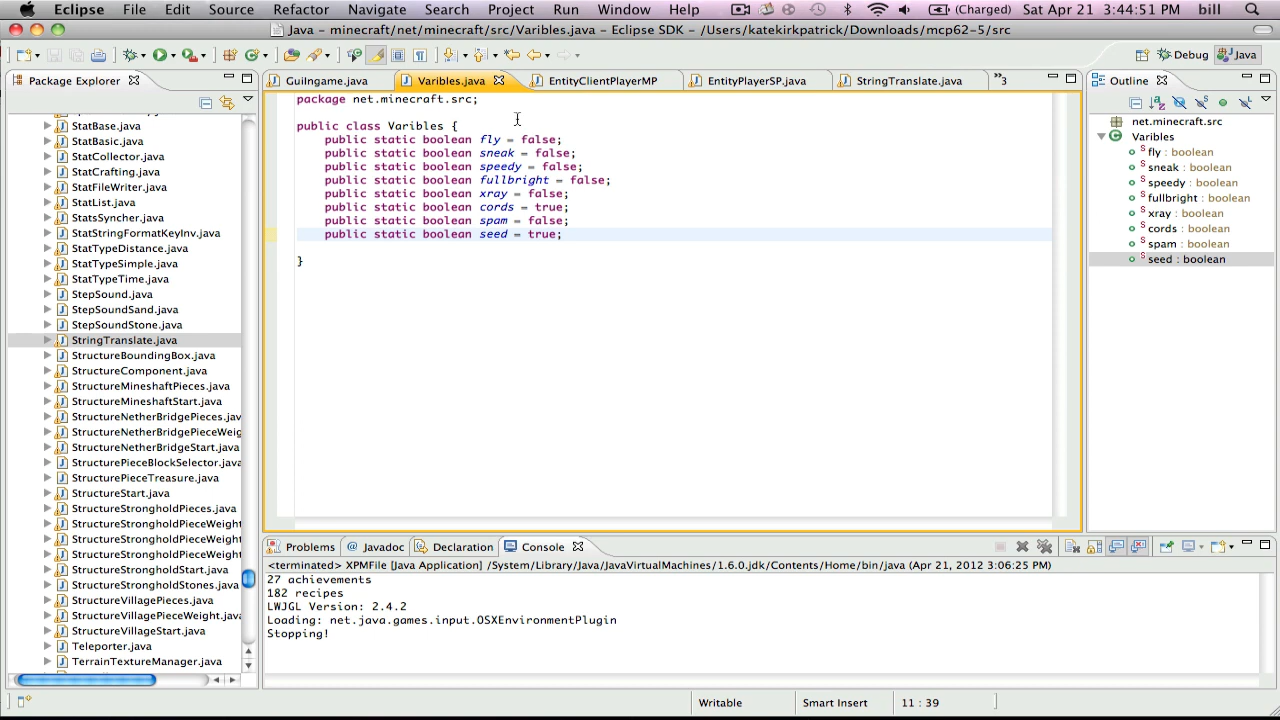 Eclipse File Edit Source Refactor Navigate Search Project Run Window Help (Charged) Sat Apr 21 3:44:51 PM bill
Java - minecraft/net/minecraft/src/Varibles.java - Eclipse SDK - /Users/katekirkpatrick/Downloads/mcp62-5/src
Debug Java
Package Explorer
StatBase.java
StatBasic.java
StatCollector.java
StatCrafting.java
StatFileWriter.java
StatList.java
StatsSyncher.java
StatStringFormatKeyInv.java
StatTypeDistance.java
StatTypeSimple.java
StatTypeTime.java
StepSound.java
StepSoundSand.java
StepSoundStone.java
StringTranslate.java
StructureBoundingBox.java
StructureComponent.java
StructureMineshaftPieces.java
StructureMineshaftStart.java
StructureNetherBridgePieces.jav
StructureNetherBridgePieceWeig
StructureNetherBridgeStart.java
StructurePieceBlockSelector.java
StructurePieceTreasure.java
StructureStart.java
StructureStrongholdPieces.java
StructureStrongholdPieceWeight
StructureStrongholdPieceWeight
StructureStrongholdPieceWeight
StructureStrongholdStart.java
StructureStrongholdStones.java
StructureVillagePieces.java
StructureVillagePieceWeight.java
StructureVillageStart.java
Teleporter.java
TerrainTextureManager.java
GuiIngame.java Varibles.java EntityClientPlayerMP EntityPlayerSP.java StringTranslate.java »3
package net.minecraft.src;
public class Varibles {
public static boolean fly = false;
public static boolean sneak = false;
public static boolean speedy = false;
public static boolean fullbright = false;
public static boolean xray = false;
public static boolean cords = true;
public static boolean spam = false;
public static boolean seed = true;
}
Outline
net.minecraft.src
Varibles
fly : boolean
sneak : boolean
speedy : boolean
fullbright : boolean
xray : boolean
cords : boolean
spam : boolean
seed : boolean
Problems Javadoc Declaration Console
<terminated> XPMFile [Java Application] /System/Library/Java/JavaVirtualMachines/1.6.0.jdk/Contents/Home/bin/java (Apr 21, 2012 3:06:25 PM)
27 achievements
182 recipes
LWJGL Version: 2.4.2
Loading: net.java.games.input.OSXEnvironmentPlugin
Stopping!
Writable Smart Insert 11 : 39